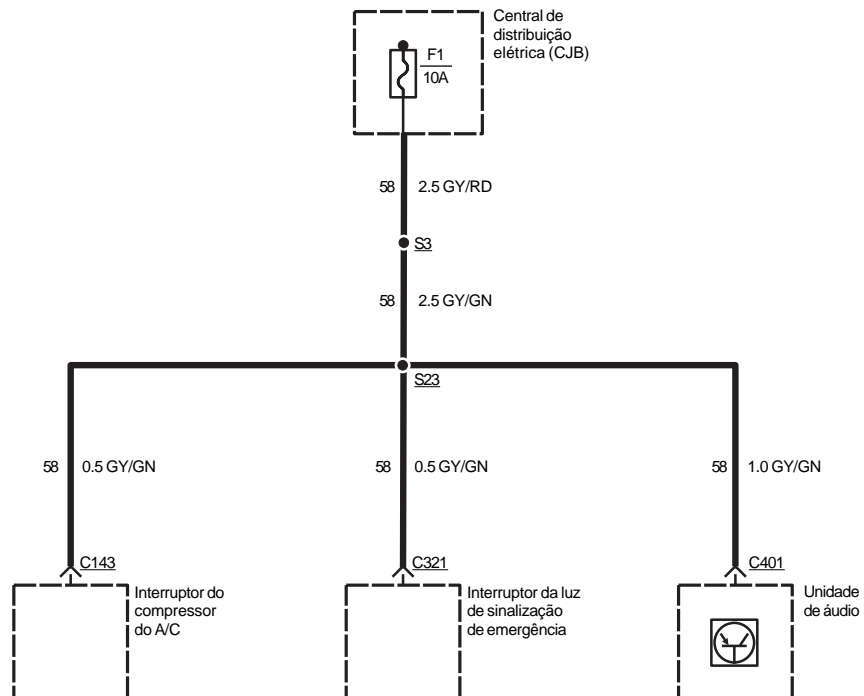 Central de
distribuição
elétrica (CJB)
F1
10A
58 2.5 GY/RD
S3
58 2.5 GY/GN
S23
58 0.5 GY/GN
58 0.5 GY/GN
58 1.0 GY/GN
C143
Interruptor do
compressor
do A/C
C321
Interruptor da luz
de sinalização
de emergência
C401
Unidade
de áudio